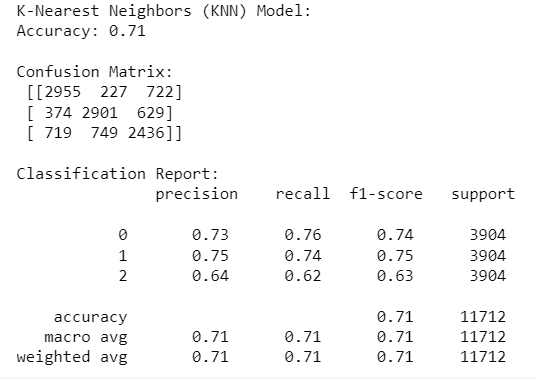 K-Nearest Neighbors (KNN) Model:
Accuracy: 0.71
Confusion Matrix:
[[2955 227 722]
[ 374 2901 629]
[ 719 749 2436]]
Classification Report:
precision recall f1-score support
0 0.73 0.76 0.74 3904
1 0.75 0.74 0.75 3904
2 0.64 0.62 0.63 3904
accuracy 0.71 11712
macro avg 0.71 0.71 0.71 11712
weighted avg 0.71 0.71 0.71 11712